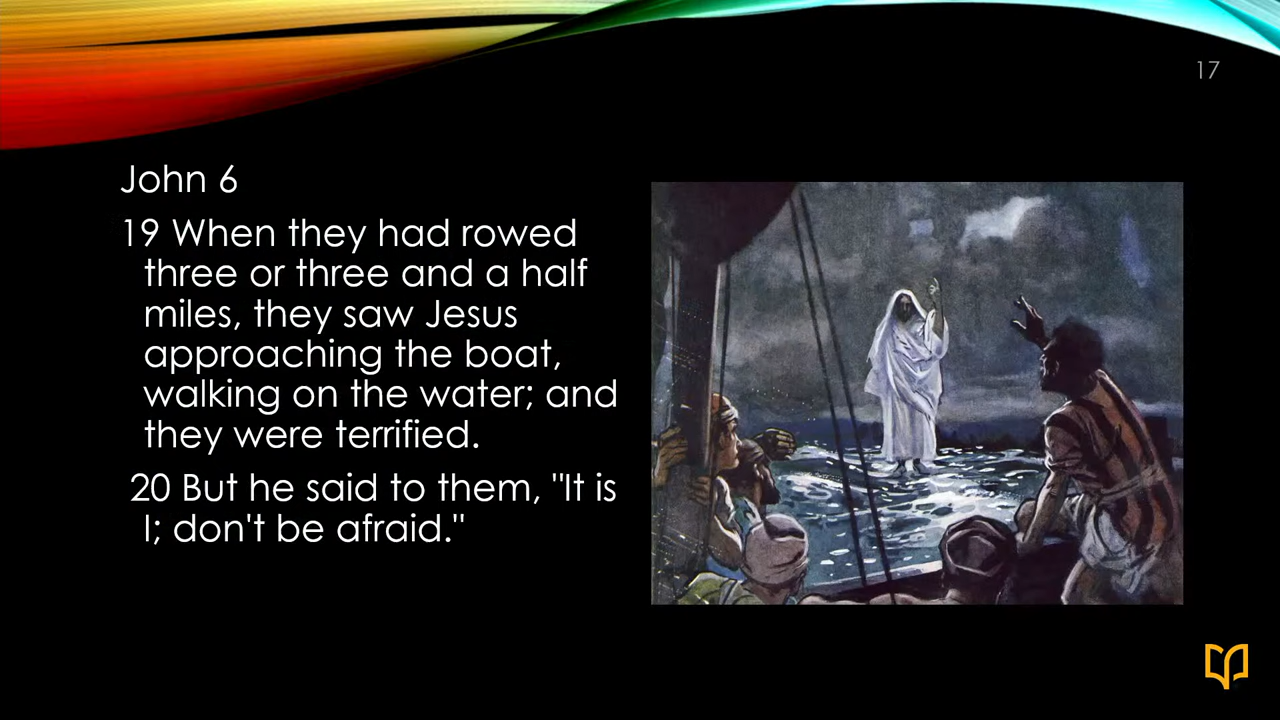 17
John 6
19 When they had rowed
three or three and a half
miles, they saw Jesus
approaching the boat,
walking on the water; and
they were terrified.
20 But he said to them, "It is
I; don't be afraid."